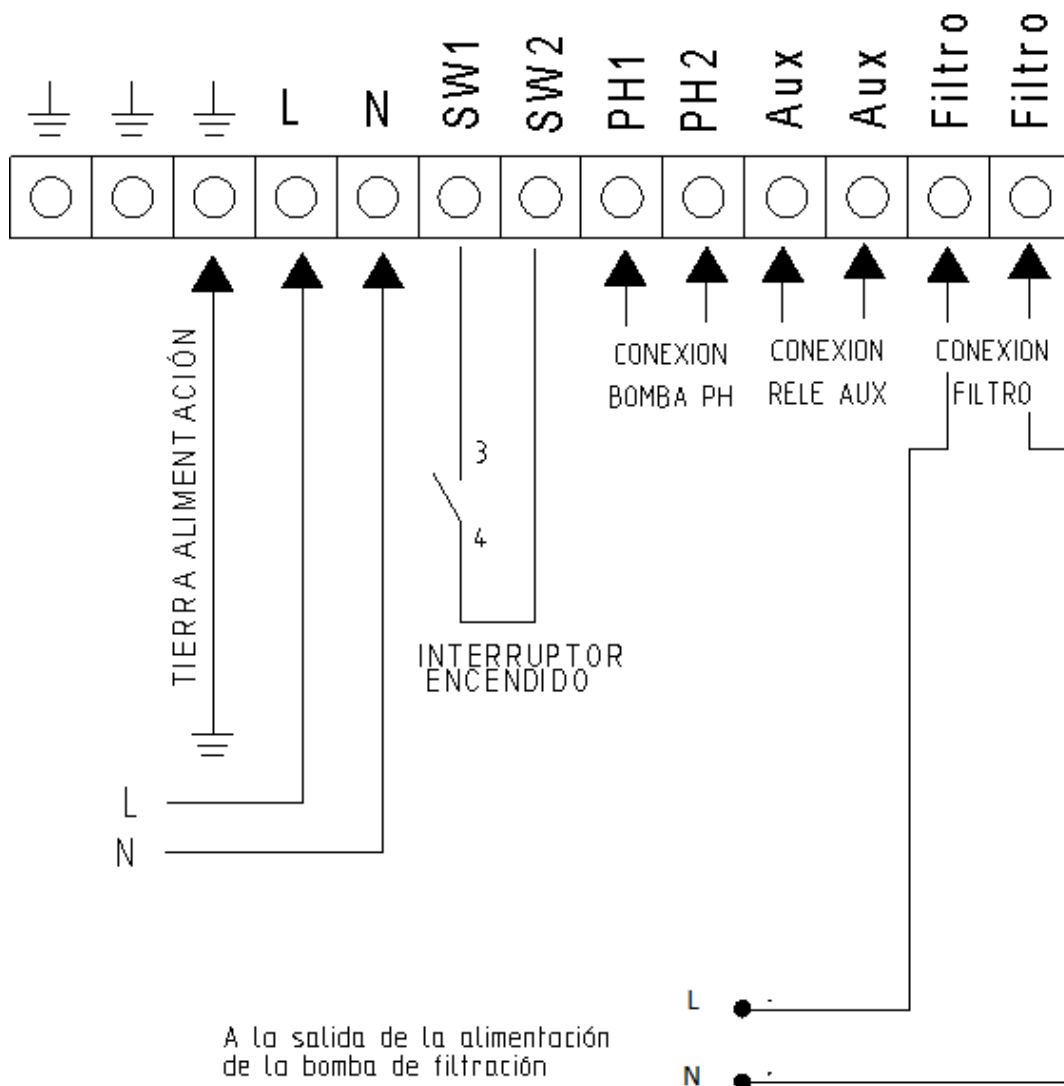 L N SW1 SW2 PH1 PH2 Aux Aux Filtro Filtro
TIERRA ALIMENTACIÓN
CONEXION
BOMBA PH
CONEXION
RELE AUX
CONEXION
FILTRO
3
4
INTERRUPTOR
ENCENDIDO
L
N
A la salida de la alimentación
de la bomba de filtración
L
N